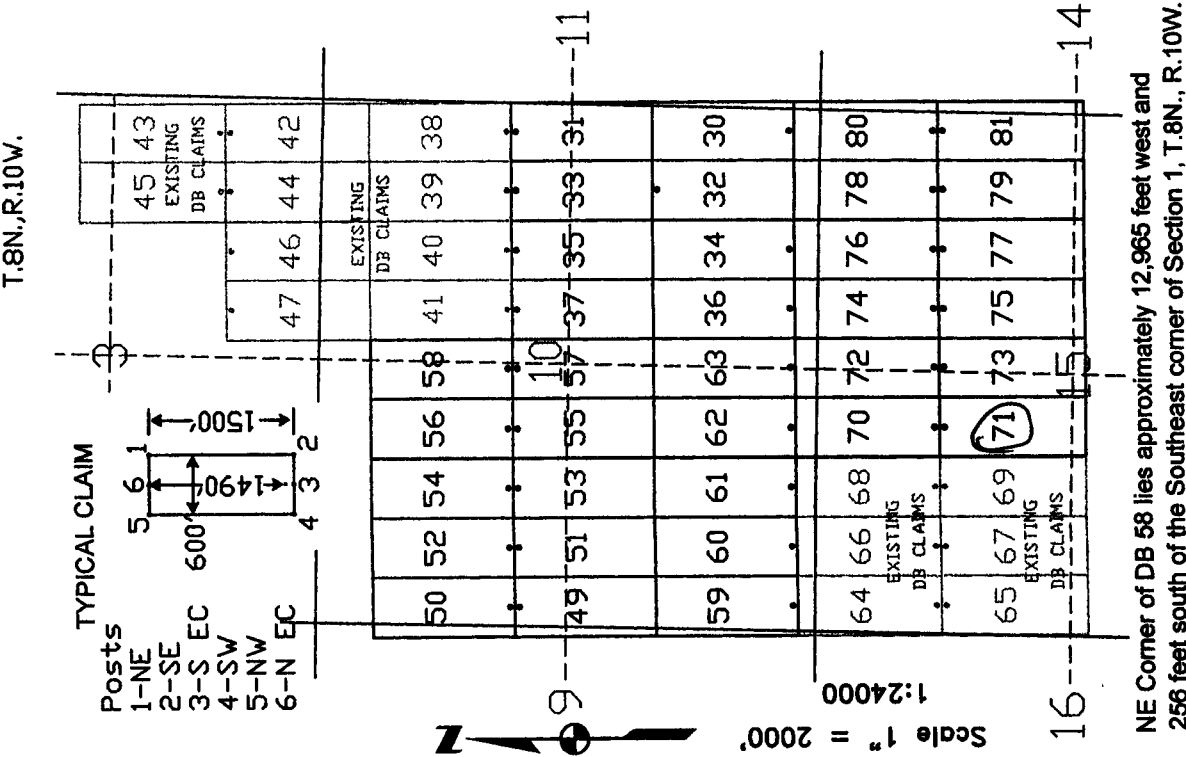 T.8N.,R.10W.
TYPICAL CLAIM
Posts
1-NE
2-SE
3-S EC
4-SW
5-NW
6-N EC
5 6 1
600'
1490'
1500'
4 3 2
3
45 43
EXISTING
DB CLAIMS
47 46 44 42
EXISTING
DB CLAIMS
50 52 54 56 58 41 40 39 38
10
9 49 51 53 55 57 37 35 33 31 11
59 60 61 62 63 36 34 32 30
64 66 68 70 72 74 76 78 80
EXISTING
DB CLAIMS
65 67 69 71 73 75 77 79 81
EXISTING
DB CLAIMS
16 15 14
N
1:24000
Scale 1" = 2000'
NE Corner of DB 58 lies approximately 12,965 feet west and
256 feet south of the Southeast corner of Section 1, T.8N., R.10W.